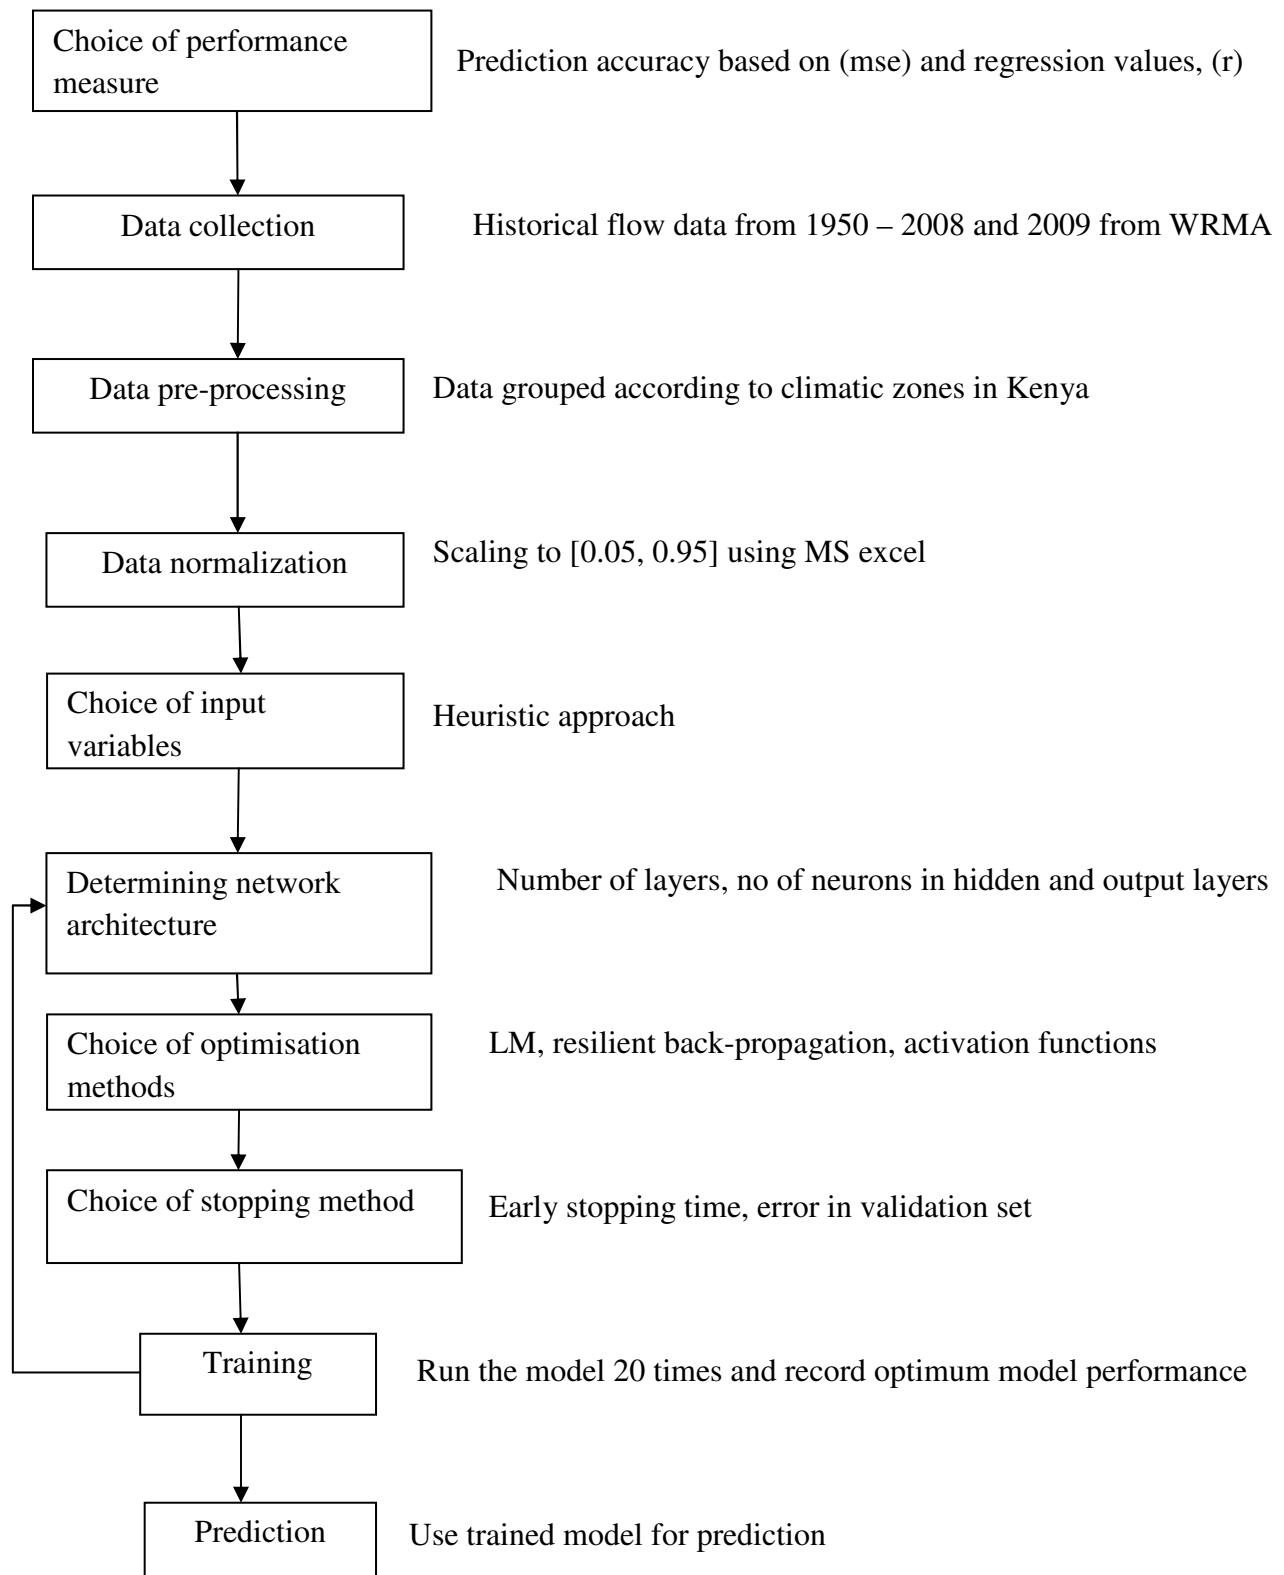 Choice of performance
measure
Prediction accuracy based on (mse) and regression values, (r)
Data collection
Historical flow data from 1950 – 2008 and 2009 from WRMA
Data pre-processing
Data grouped according to climatic zones in Kenya
Data normalization
Scaling to [0.05, 0.95] using MS excel
Choice of input
variables
Heuristic approach
Determining network
architecture
Number of layers, no of neurons in hidden and output layers
Choice of optimisation
methods
LM, resilient back-propagation, activation functions
Choice of stopping method
Early stopping time, error in validation set
Training
Run the model 20 times and record optimum model performance
Prediction
Use trained model for prediction